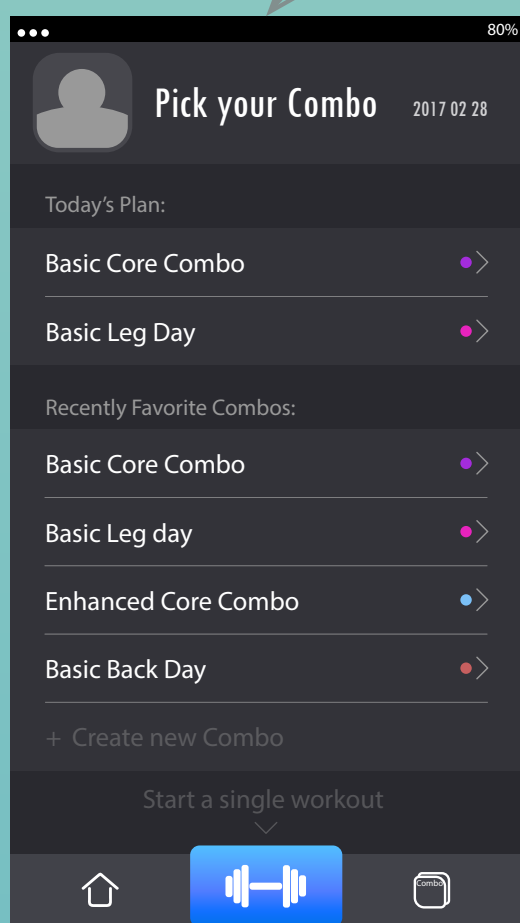 80%
Pick your Combo 2017 02 28
Today's Plan:
Basic Core Combo
Basic Leg Day
Recently Favorite Combos:
Basic Core Combo
Basic Leg day
Enhanced Core Combo
Basic Back Day
+ Create new Combo
Start a single workout
Combo